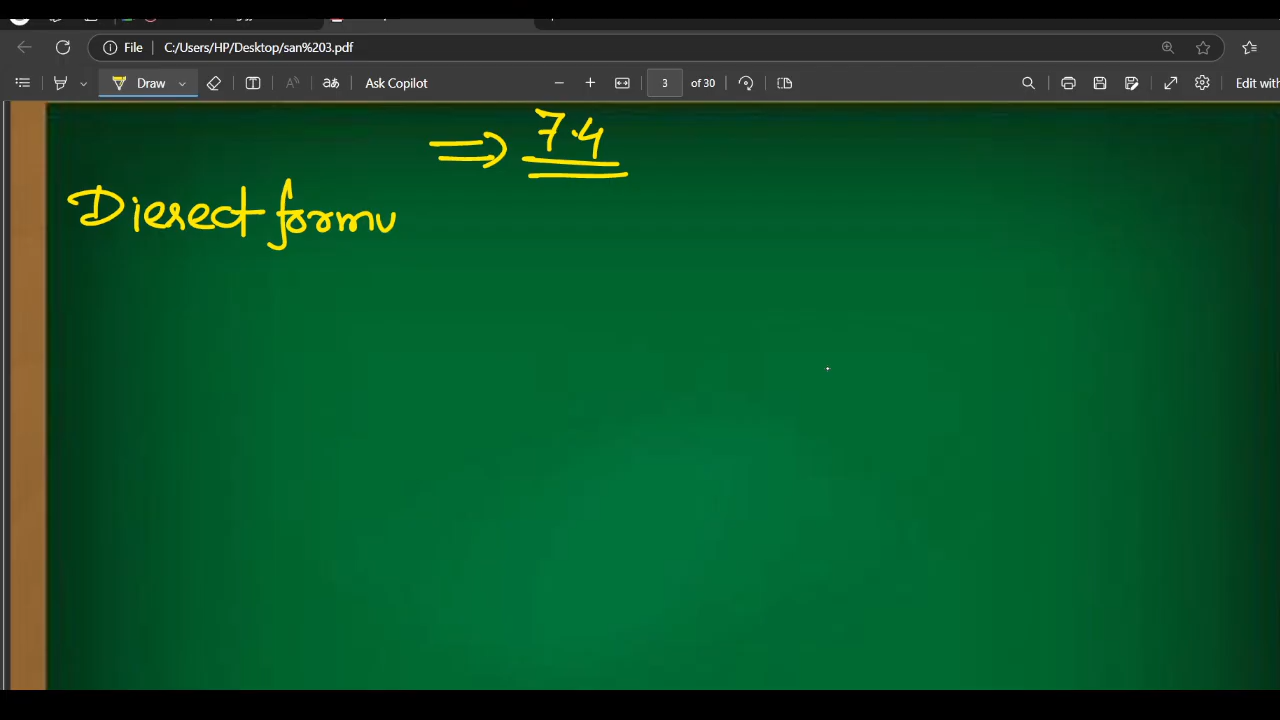 File C:/Users/HP/Desktop/san%203.pdf
Draw Ask Copilot 3 of 30 Edit with
⇒ 7.4
Dierect formu